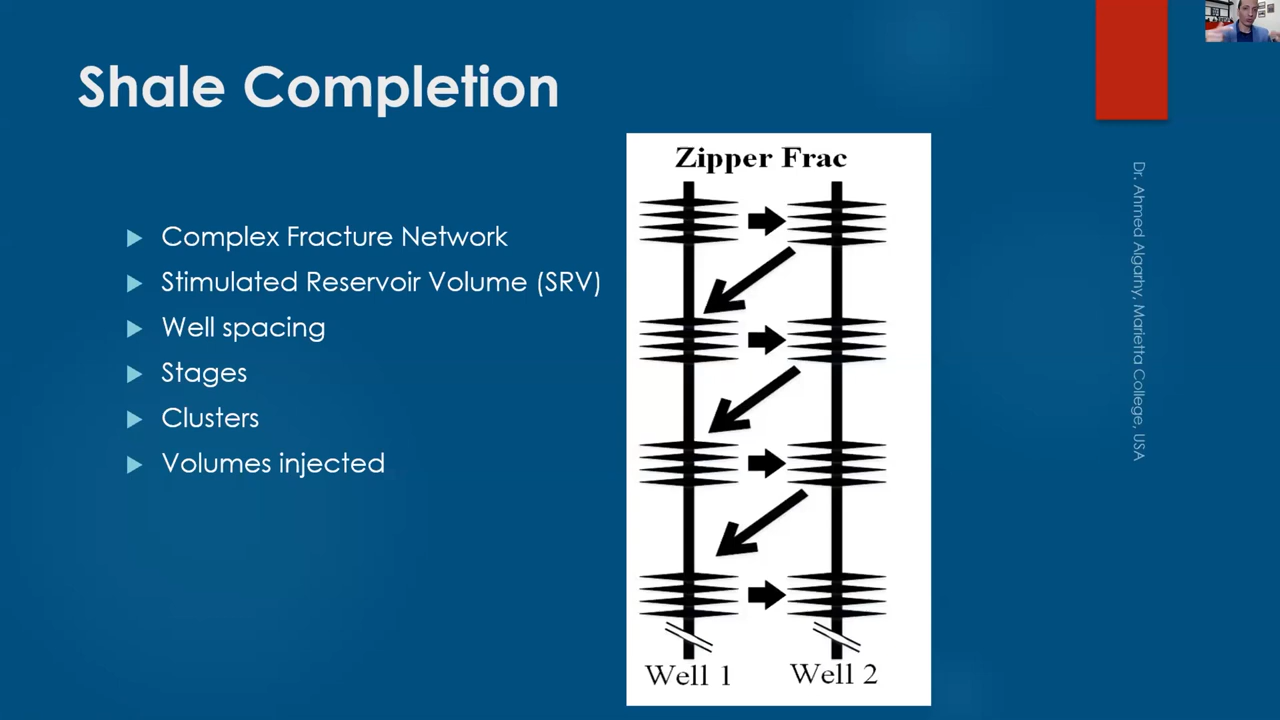 Shale Completion
Complex Fracture Network
Stimulated Reservoir Volume (SRV)
Well spacing
Stages
Clusters
Volumes injected
Zipper Frac
Well 1
Well 2
Dr. Ahmed Algarhy, Marietta College, USA